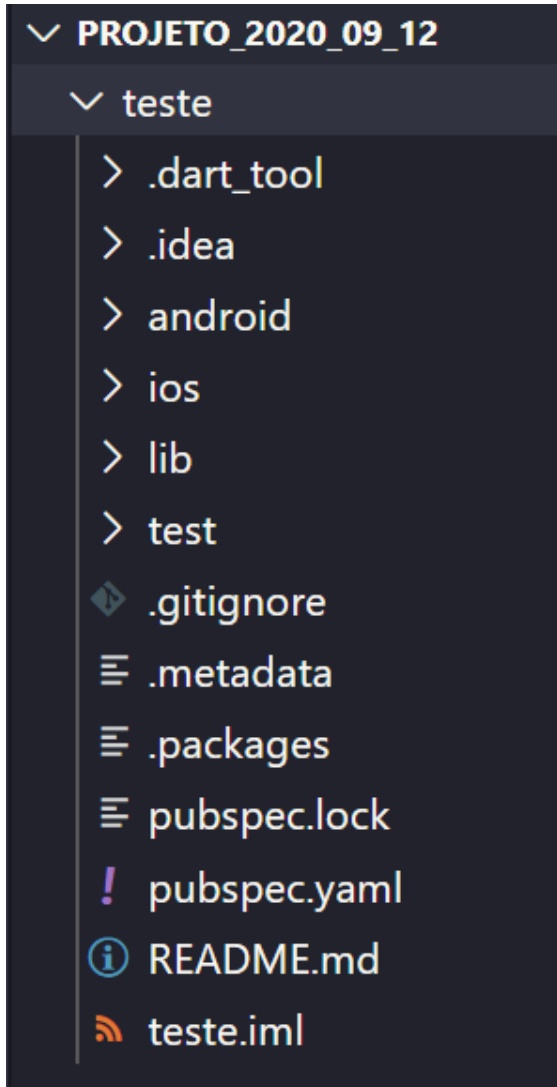 PROJETO_2020_09_12
teste
.dart_tool
.idea
android
ios
lib
test
.gitignore
.metadata
.packages
pubspec.lock
pubspec.yaml
README.md
teste.iml